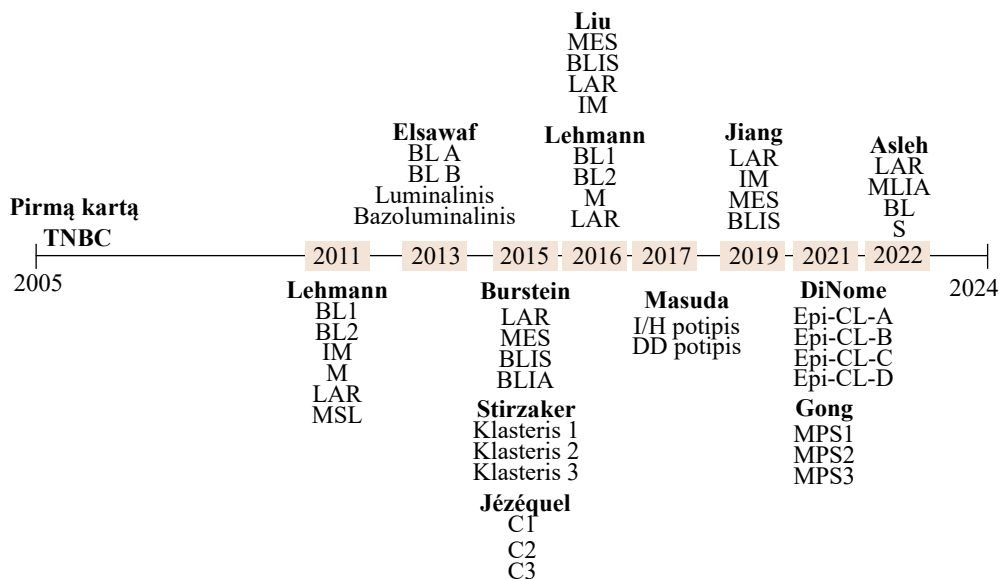 Liu
MES
BLIS
LAR
IM
Elsawaf
BL A
BL B
Luminalinis
Bazoluminalinis
Lehmann
BL1
BL2
M
LAR
Jiang
LAR
IM
MES
BLIS
Asleh
LAR
MLIA
BL
S
Pirmą kartą
TNBC
2005
2011
2013
2015
2016
2017
2019
2021
2022
2024
Lehmann
BL1
BL2
IM
M
LAR
MSL
Burstein
LAR
MES
BLIS
BLIA
Stirzaker
Klasteris 1
Klasteris 2
Klasteris 3
Jézéquel
C1
C2
C3
Masuda
I/H potipis
DD potipis
DiNome
Epi-CL-A
Epi-CL-B
Epi-CL-C
Epi-CL-D
Gong
MPS1
MPS2
MPS3